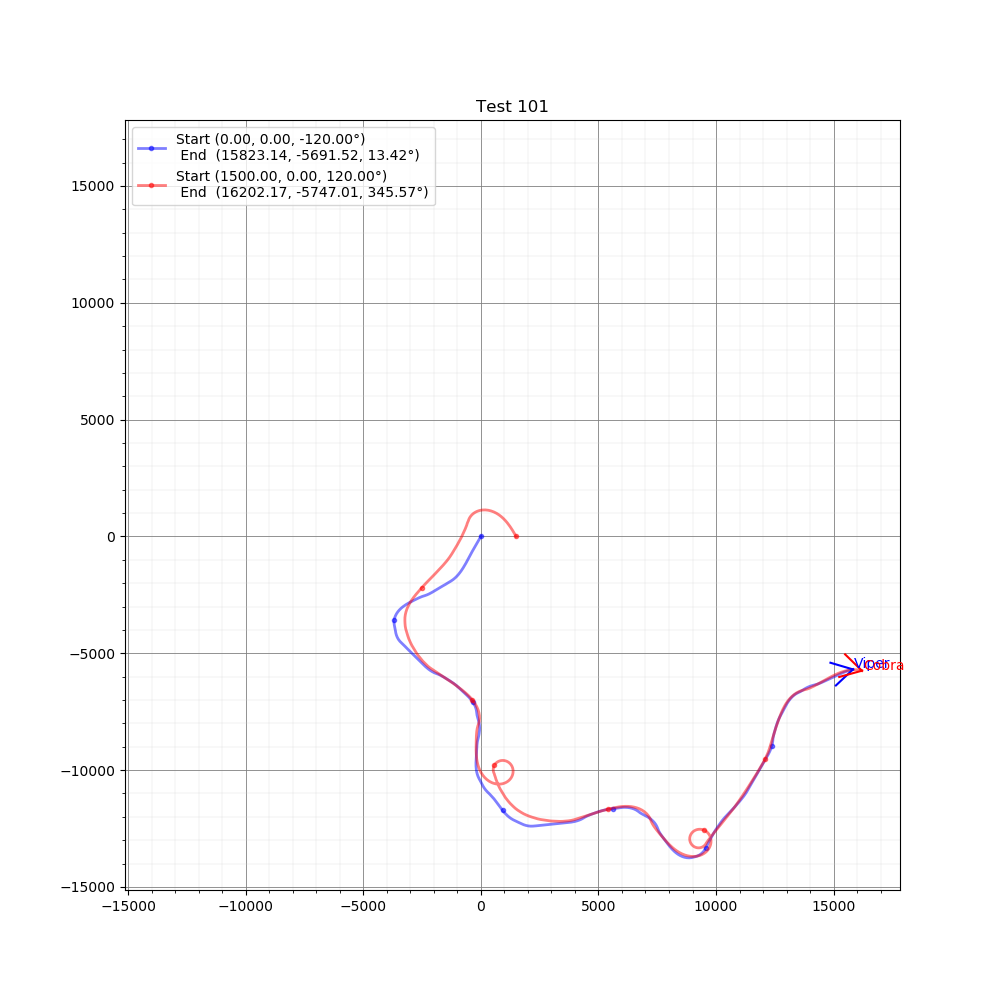 Test 101
Start (0.00, 0.00, -120.00°)
End  (15823.14, -5691.52, 13.42°)
Start (1500.00, 0.00, 120.00°)
End  (16202.17, -5747.01, 345.57°)
15000
10000
5000
0
−5000
−10000
−15000
Viper
Cobra
−15000
−10000
−5000
0
5000
10000
15000